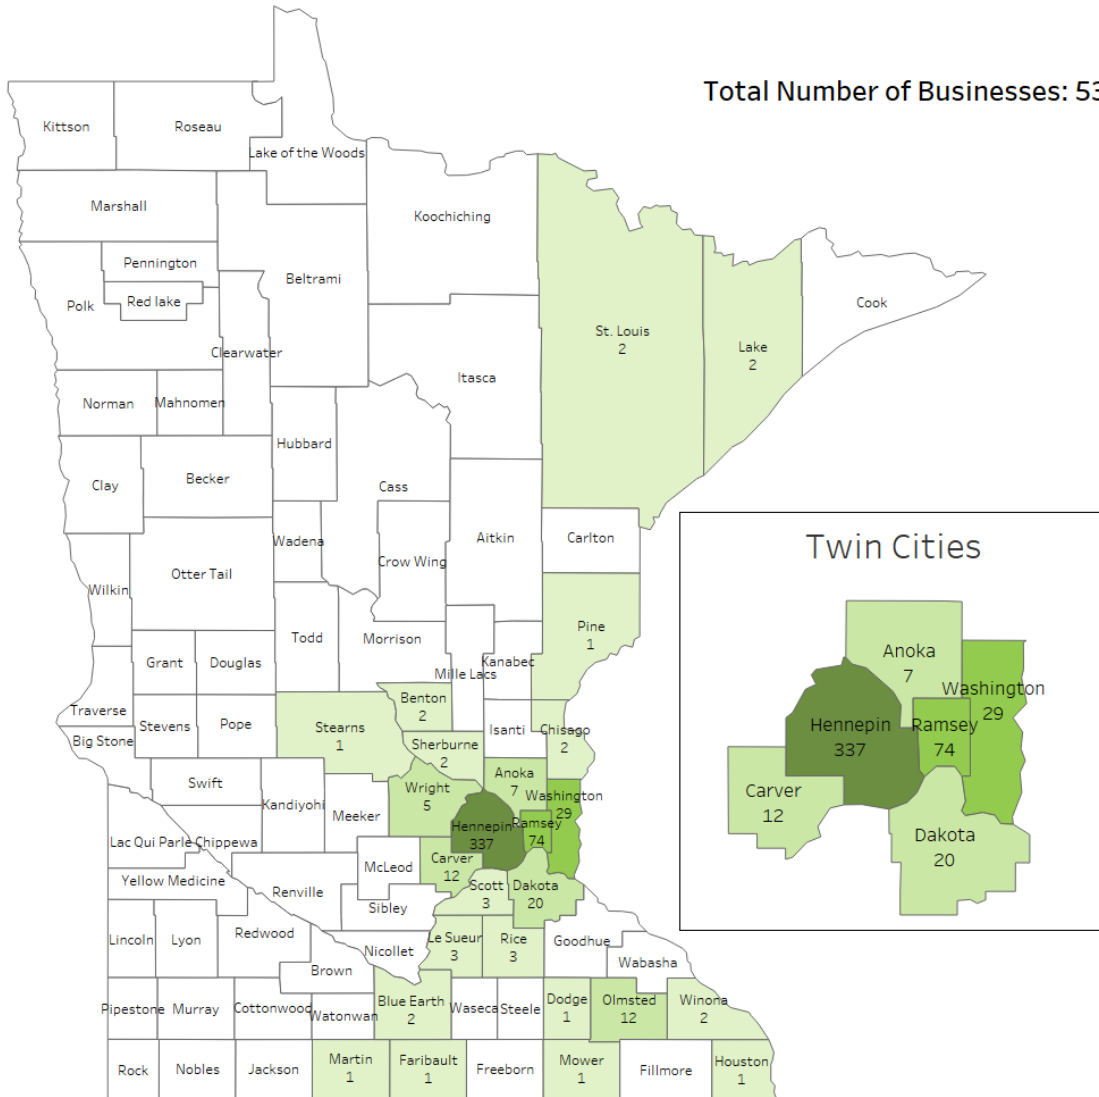 Total Number of Businesses: 53
Kittson
Roseau
Lake of the Woods
Marshall
Koochiching
Pennington
Beltrami
Red lake
Polk
Cook
St. Louis
2
Lake
2
Clearwater
Itasca
Norman
Mahnomen
Hubbard
Becker
Clay
Cass
Wadena
Aitkin
Carlton
Crow Wing
Otter Tail
Wilkin
Pine
1
Todd
Morrison
Grant
Douglas
Kanabec
Mille Lacs
Benton
2
Traverse
Stevens
Pope
Stearns
1
Isanti
Chisago
2
Big Stone
Sherburne
2
Swift
Anoka
7
Wright
5
Washington
29
Kandiyohi
Meeker
Hennepin
337
Ramsey
74
Lac Qui Parle
Chippewa
Carver
12
McLeod
Yellow Medicine
Renville
Scott
3
Dakota
20
Sibley
Lincoln
Lyon
Redwood
Nicollet
Le Sueur
3
Rice
3
Goodhue
Wabasha
Brown
Pipestone
Murray
Cottonwood
Watonwan
Blue Earth
2
Waseca
Steele
Dodge
1
Olmsted
12
Winona
2
Rock
Nobles
Jackson
Martin
1
Faribault
1
Freeborn
Mower
1
Fillmore
Houston
1
Twin Cities
Anoka
7
Washington
29
Hennepin
337
Ramsey
74
Carver
12
Dakota
20